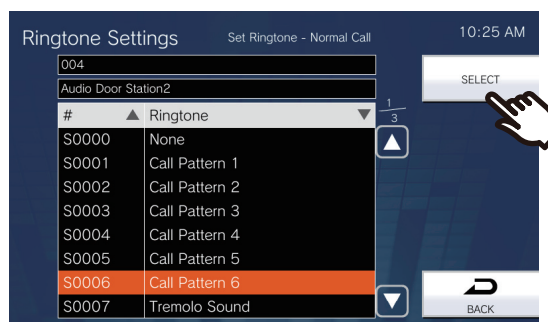 Ringtone Settings Set Ringtone - Normal Call 10:25 AM
004
Audio Door Station2
SELECT
# ▲ Ringtone ▼ 1/3
S0000 None
S0001 Call Pattern 1
S0002 Call Pattern 2
S0003 Call Pattern 3
S0004 Call Pattern 4
S0005 Call Pattern 5
S0006 Call Pattern 6
S0007 Tremolo Sound
BACK